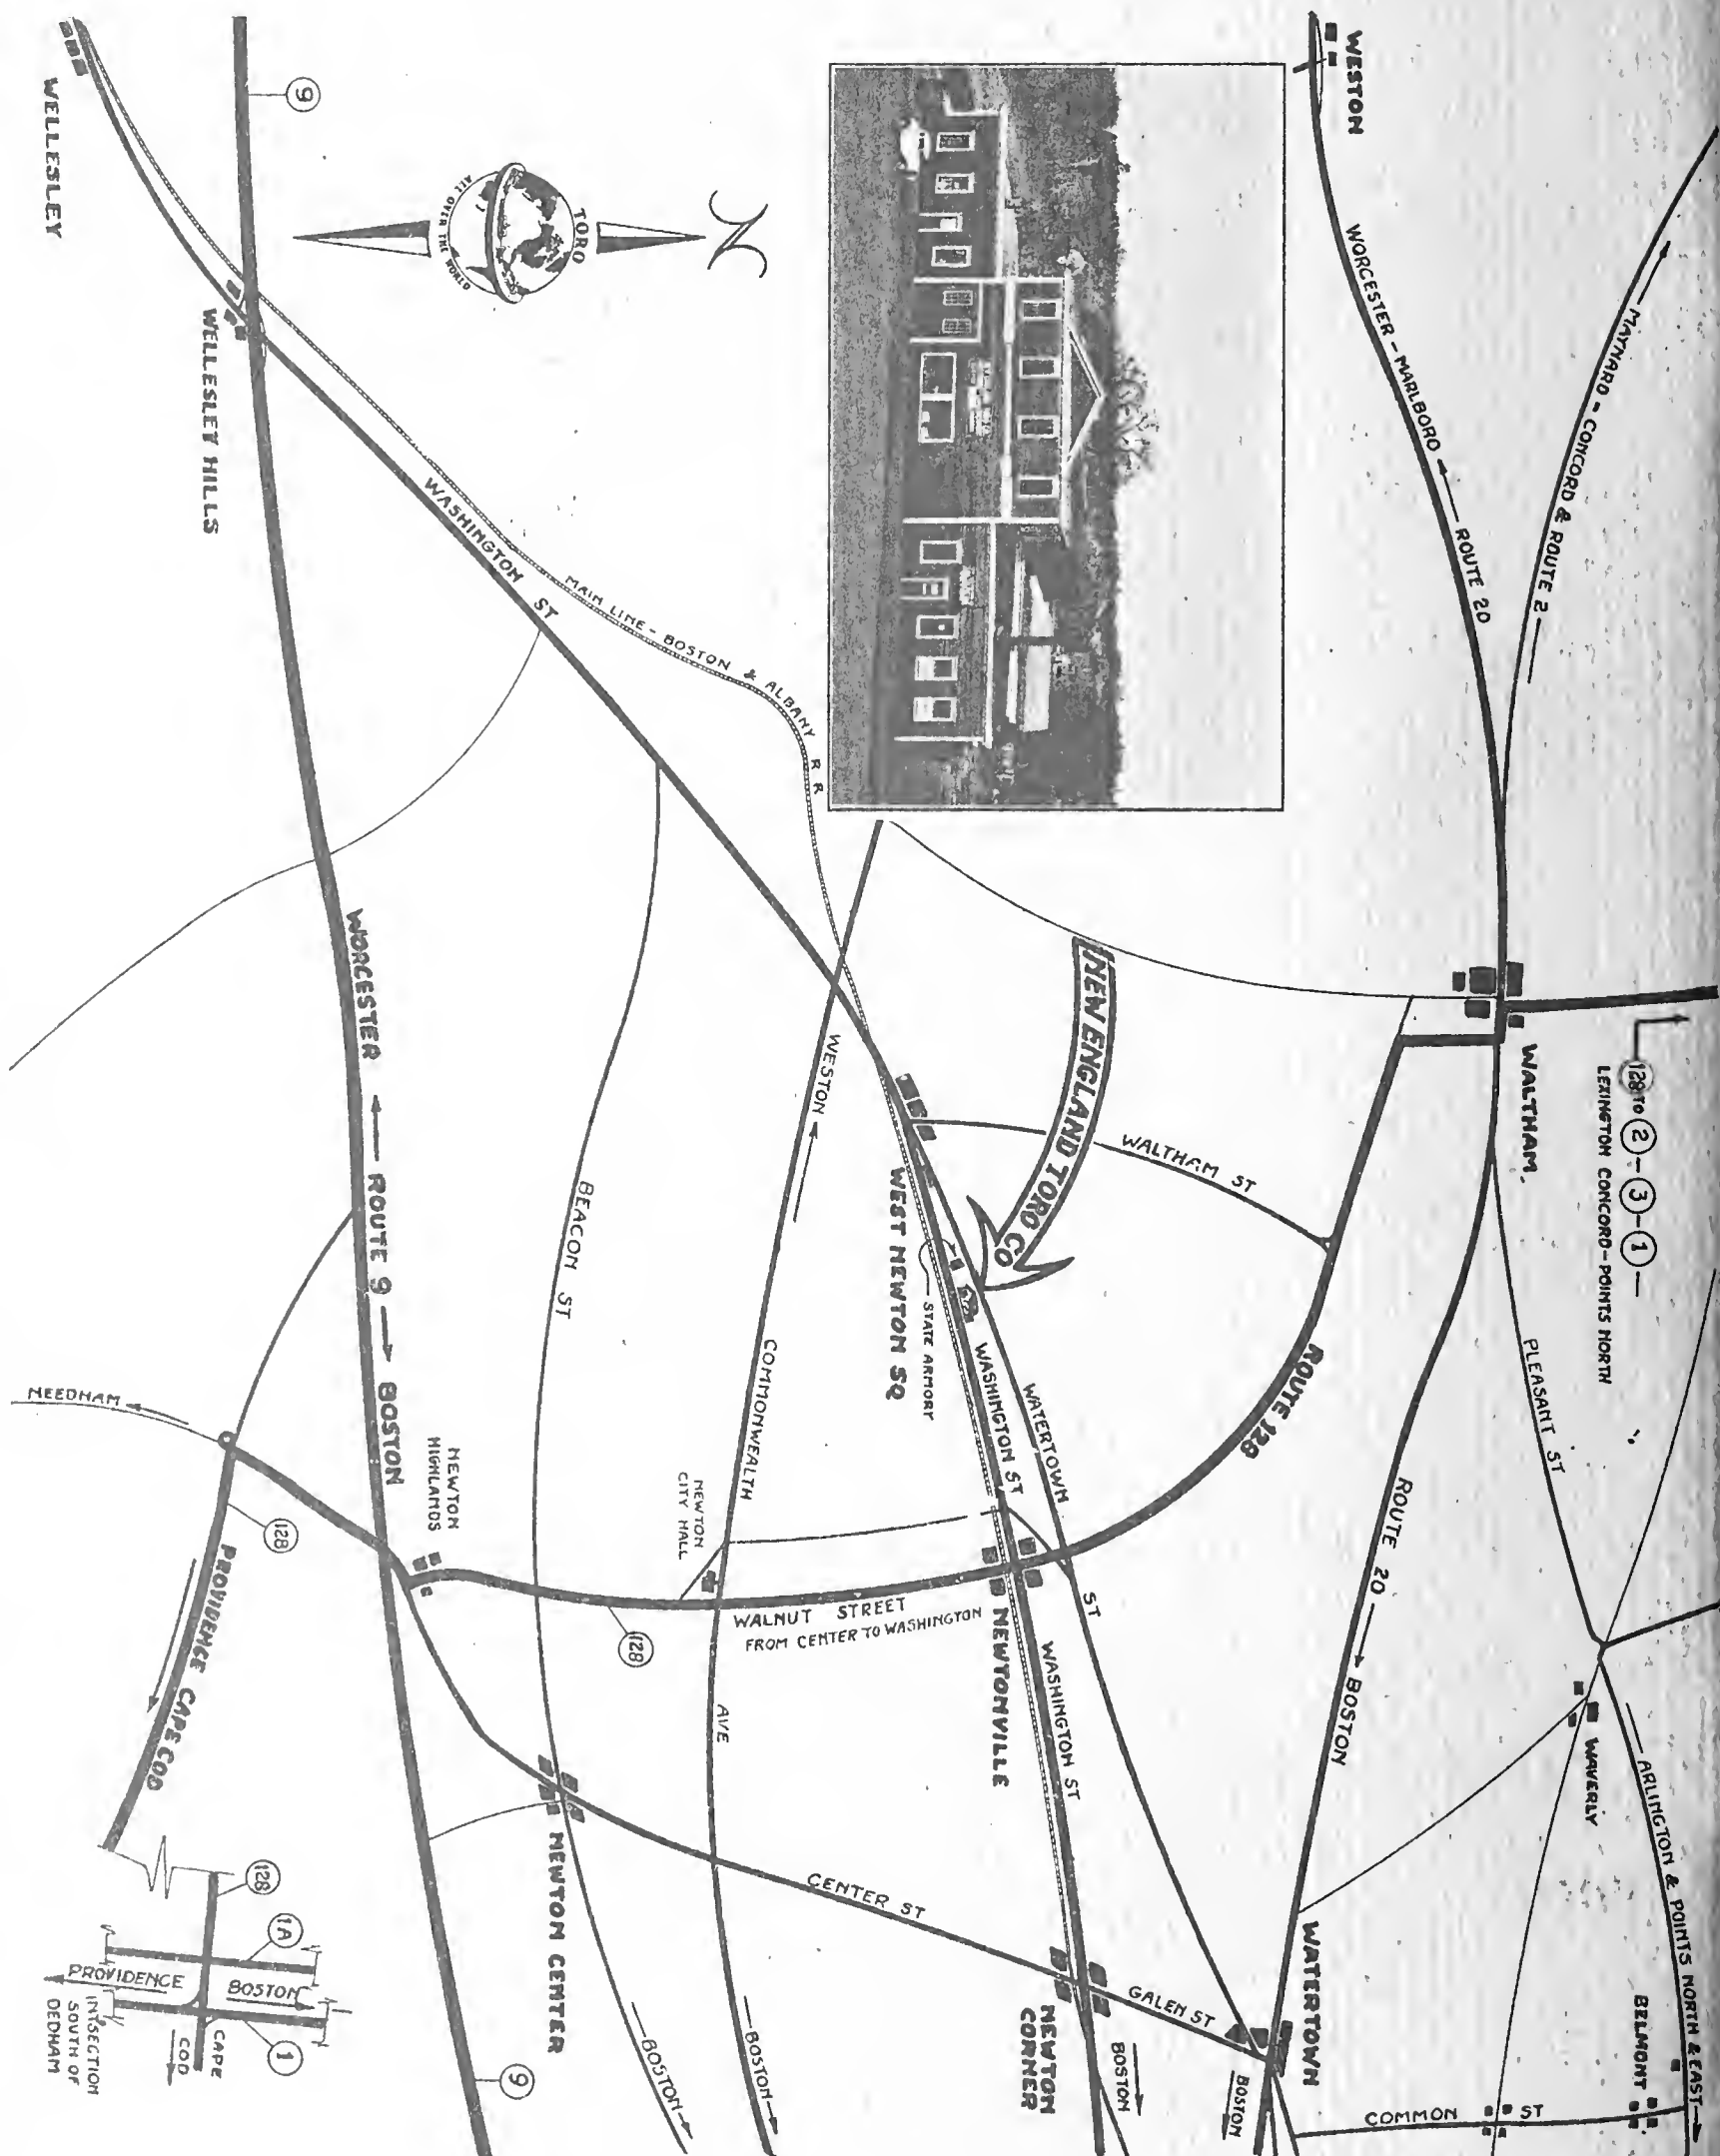 WESTON
MAYNARD - CONCORD & ROUTE 2
WORCESTER - MARLBORO
ROUTE 20
128 TO 2 - 3 - 1 -
LEXINGTON CONCORD - POINTS NORTH
WALTHAM.
PLEASANT ST
WAVERLY
ARLINGTON & POINTS NORTH & EAST
BELMONT
COMMON ST
ROUTE 20
BOSTON
WATERTOWN
BOSTON
GALEN ST
NEW ENGLAND TORO CO
WALTHAM ST
ROUTE 128
WATERTOWN ST
WASHINGTON ST
STATE ARMORY
WEST NEWTON SQ
NEWTONVILLE
WASHINGTON ST
NEWTON
CORNER
BOSTON
N
TORO
ALL OVER THE WORLD
9
WELLESLEY
WELLESLEY HILLS
WASHINGTON ST
MAIN LINE - BOSTON & ALBANY R R
WESTON
COMMONWEALTH
AVE
BOSTON
NEWTON
CITY HALL
WALNUT STREET
FROM CENTER TO WASHINGTON
128
CENTER ST
BEACON ST
BOSTON
NEWTON CENTER
WORCESTER
ROUTE 9
BOSTON
NEWTON
HIGHLANDS
9
NEEDHAM
128
PROVIDENCE CAPE COD
128
1A
PROVIDENCE
BOSTON
1
CAPE
COD
INTSECTION
SOUTH OF
DEDHAM